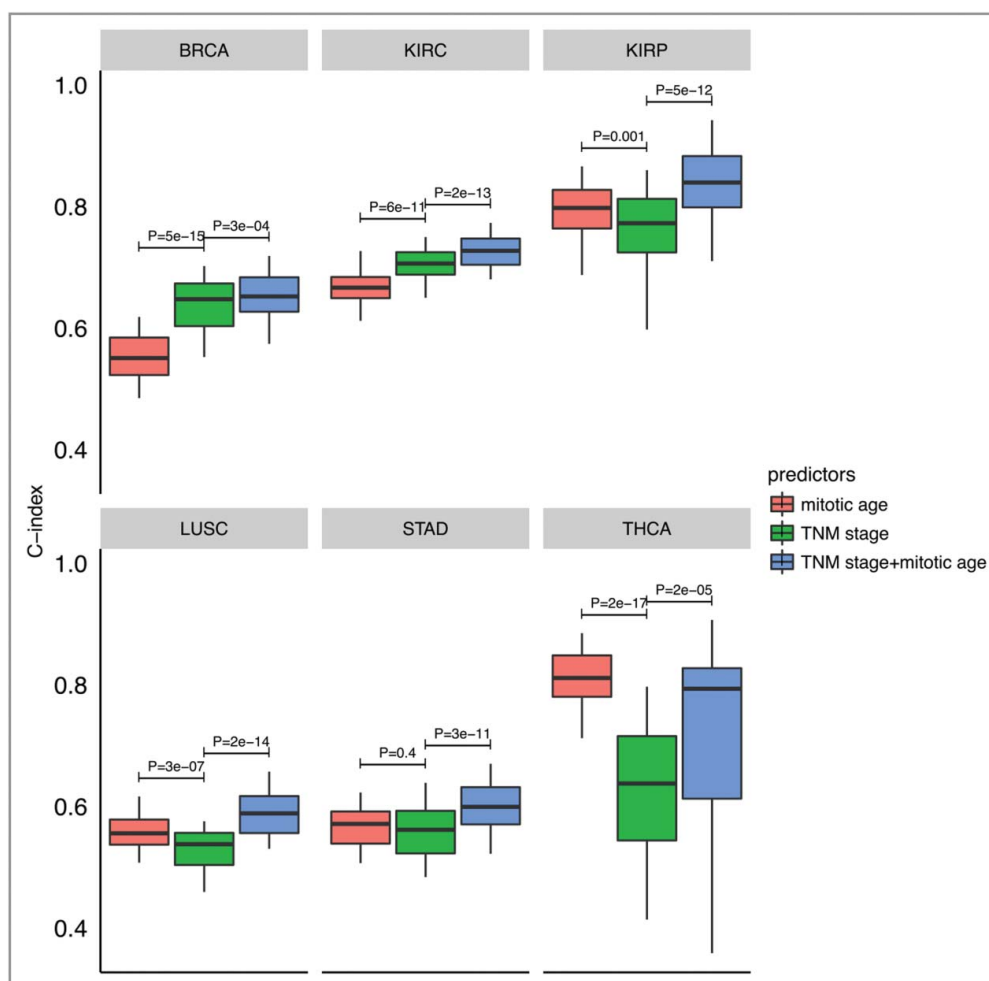 BRCA KIRC KIRP
1.0
P=5e−12
P=0.001
0.8
P=2e−13
P=6e−11
P=5e−15 P=3e−04
0.6
0.4
C−index
predictors
mitotic age
TNM stage
TNM stage+mitotic age
LUSC STAD THCA
1.0
P=2e−05
P=2e−17
0.8
P=2e−14 P=3e−11
P=3e−07 P=0.4
0.6
0.4